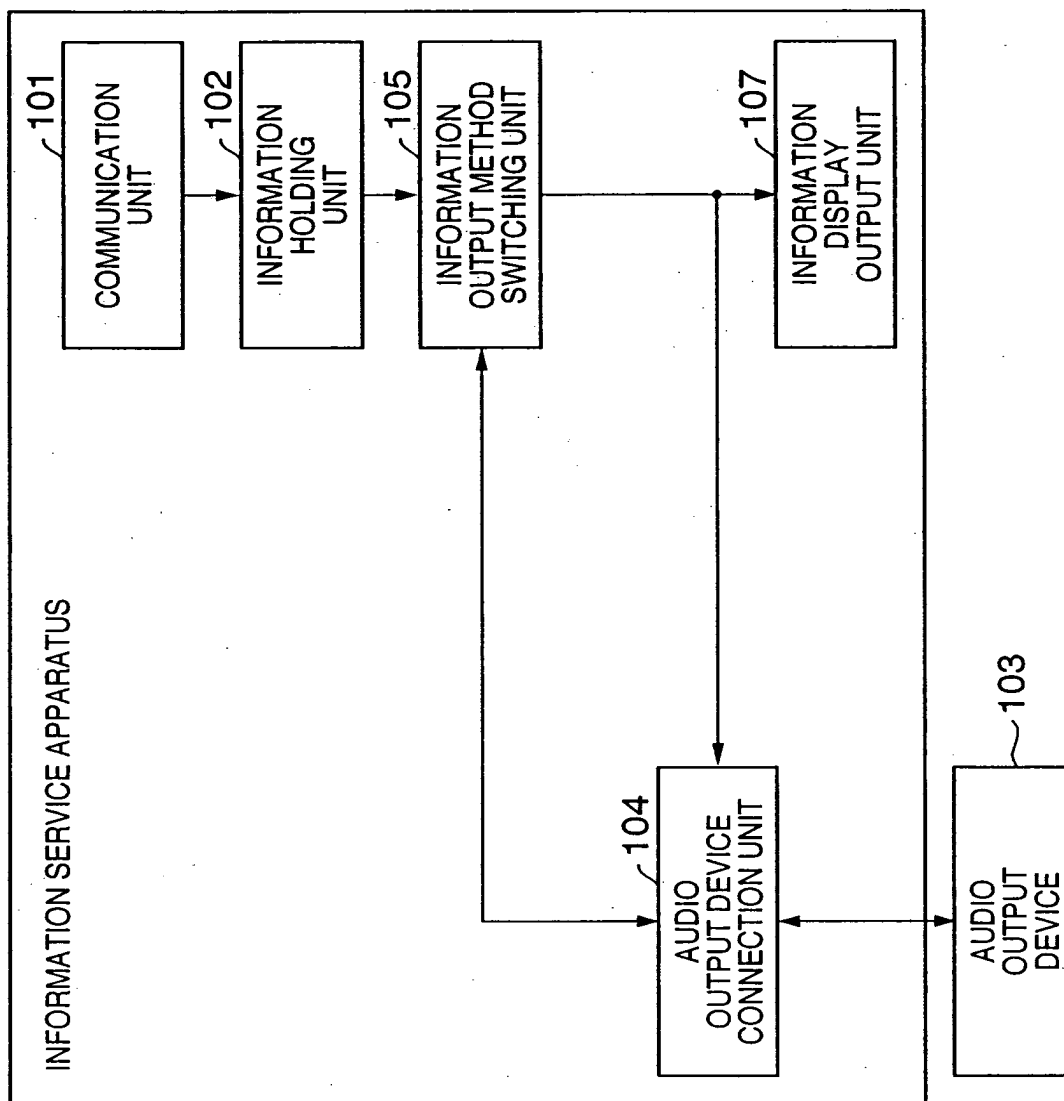 INFORMATION SERVICE APPARATUS
101
COMMUNICATION
UNIT
102
INFORMATION
HOLDING
UNIT
105
INFORMATION
OUTPUT METHOD
SWITCHING UNIT
107
INFORMATION
DISPLAY
OUTPUT UNIT
104
AUDIO
OUTPUT DEVICE
CONNECTION UNIT
103
AUDIO
OUTPUT
DEVICE